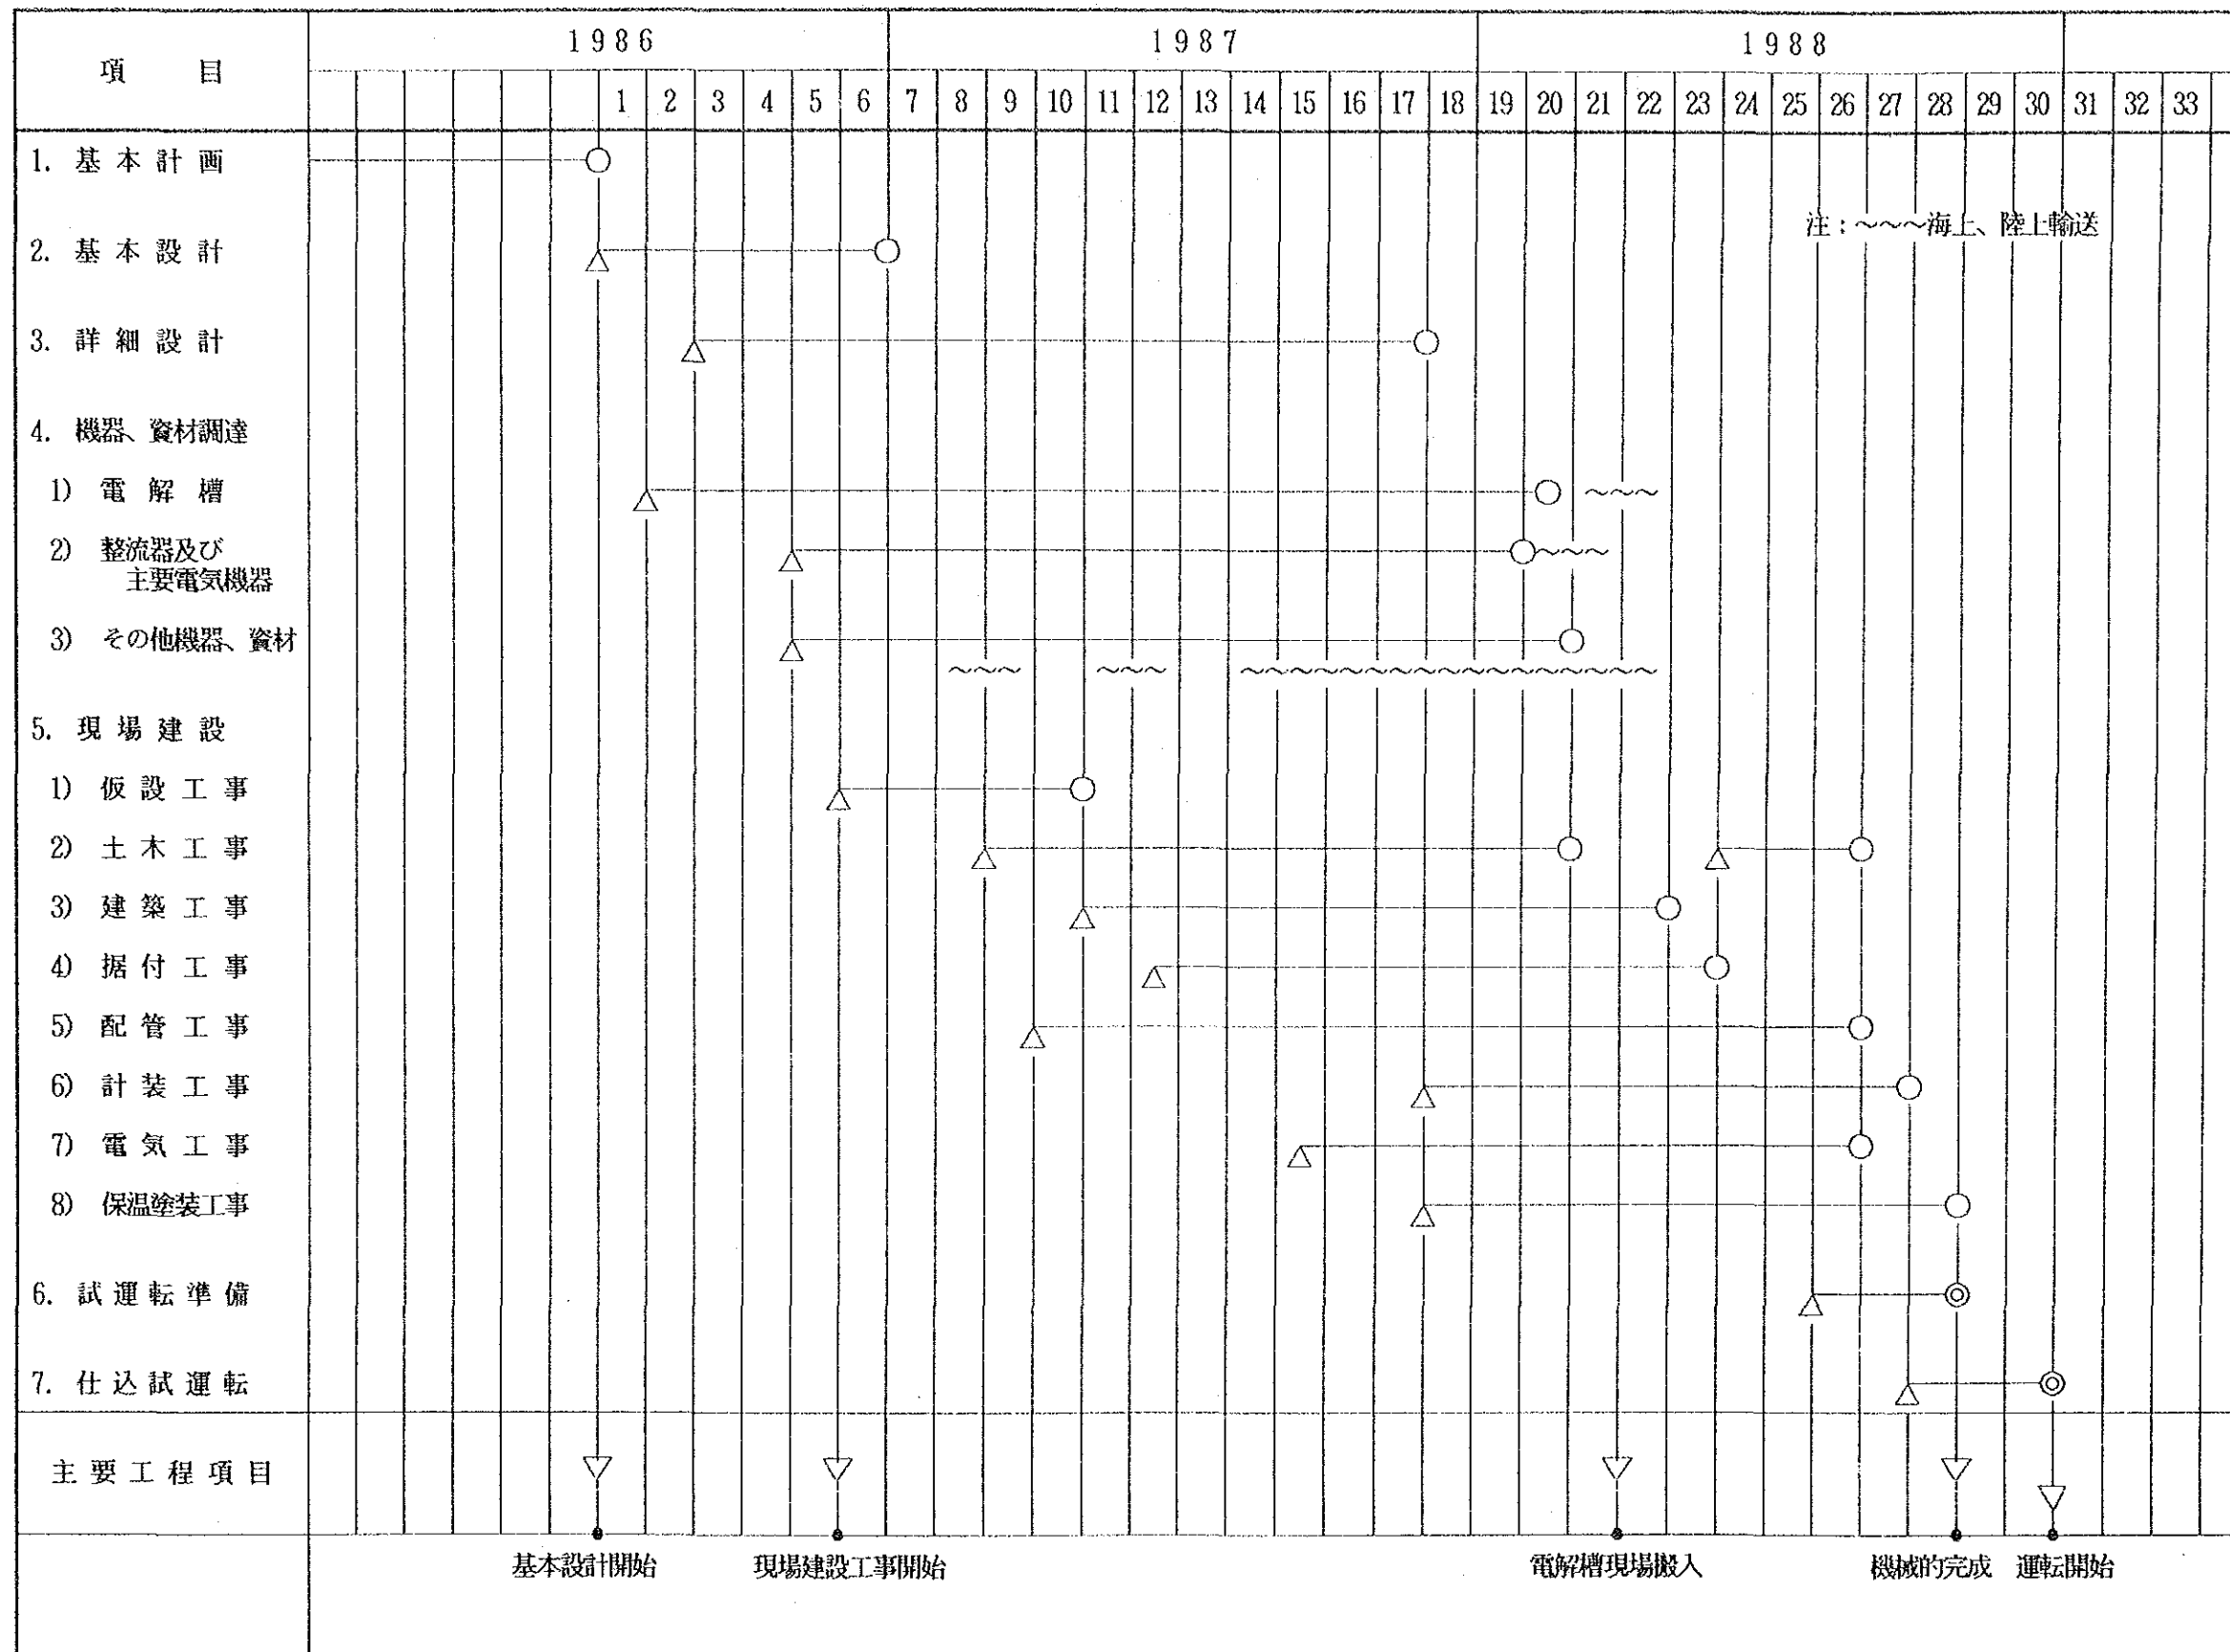 項 目
1986 1987 1988
1 2 3 4 5 6 7 8 9 10 11 12 13 14 15 16 17 18 19 20 21 22 23 24 25 26 27 28 29 30 31 32 33
1. 基本計画
注：～～～海上、陸上輸送
2. 基本設計
3. 詳細設計
4. 機器、資材調達
1) 電解槽
2) 整流器及び
主要電気機器
3) その他機器、資材
5. 現場建設
1) 仮設工事
2) 土木工事
3) 建築工事
4) 据付工事
5) 配管工事
6) 計装工事
7) 電気工事
8) 保温塗装工事
6. 試運転準備
7. 仕込試運転
主要工程項目
基本設計開始 現場建設工事開始 電解槽現場搬入 機械的完成 運転開始